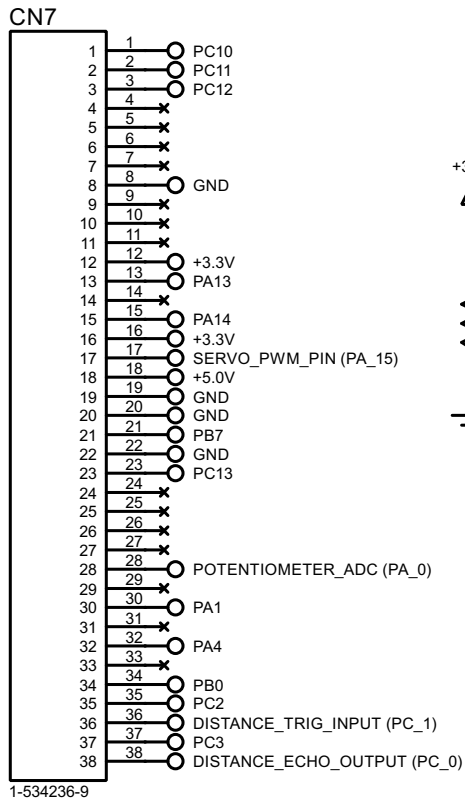 CN7
1 1 PC10
2 2 PC11
3 3 PC12
4 4
5 5
6 6
7 7
8 8 GND
9 9
10 10
11 11
12 12 +3.3V
13 13 PA13
14 14
15 15 PA14
16 16 +3.3V
17 17 SERVO_PWM_PIN (PA_15)
18 18 +5.0V
19 19 GND
20 20 GND
21 21 PB7
22 22 GND
23 23 PC13
24 24
25 25
26 26
27 27
28 28 POTENTIOMETER_ADC (PA_0)
29 29
30 30 PA1
31 31
32 32 PA4
33 33
34 34 PB0
35 35 PC2
36 36 DISTANCE_TRIG_INPUT (PC_1)
37 37 PC3
38 38 DISTANCE_ECHO_OUTPUT (PC_0)
1-534236-9